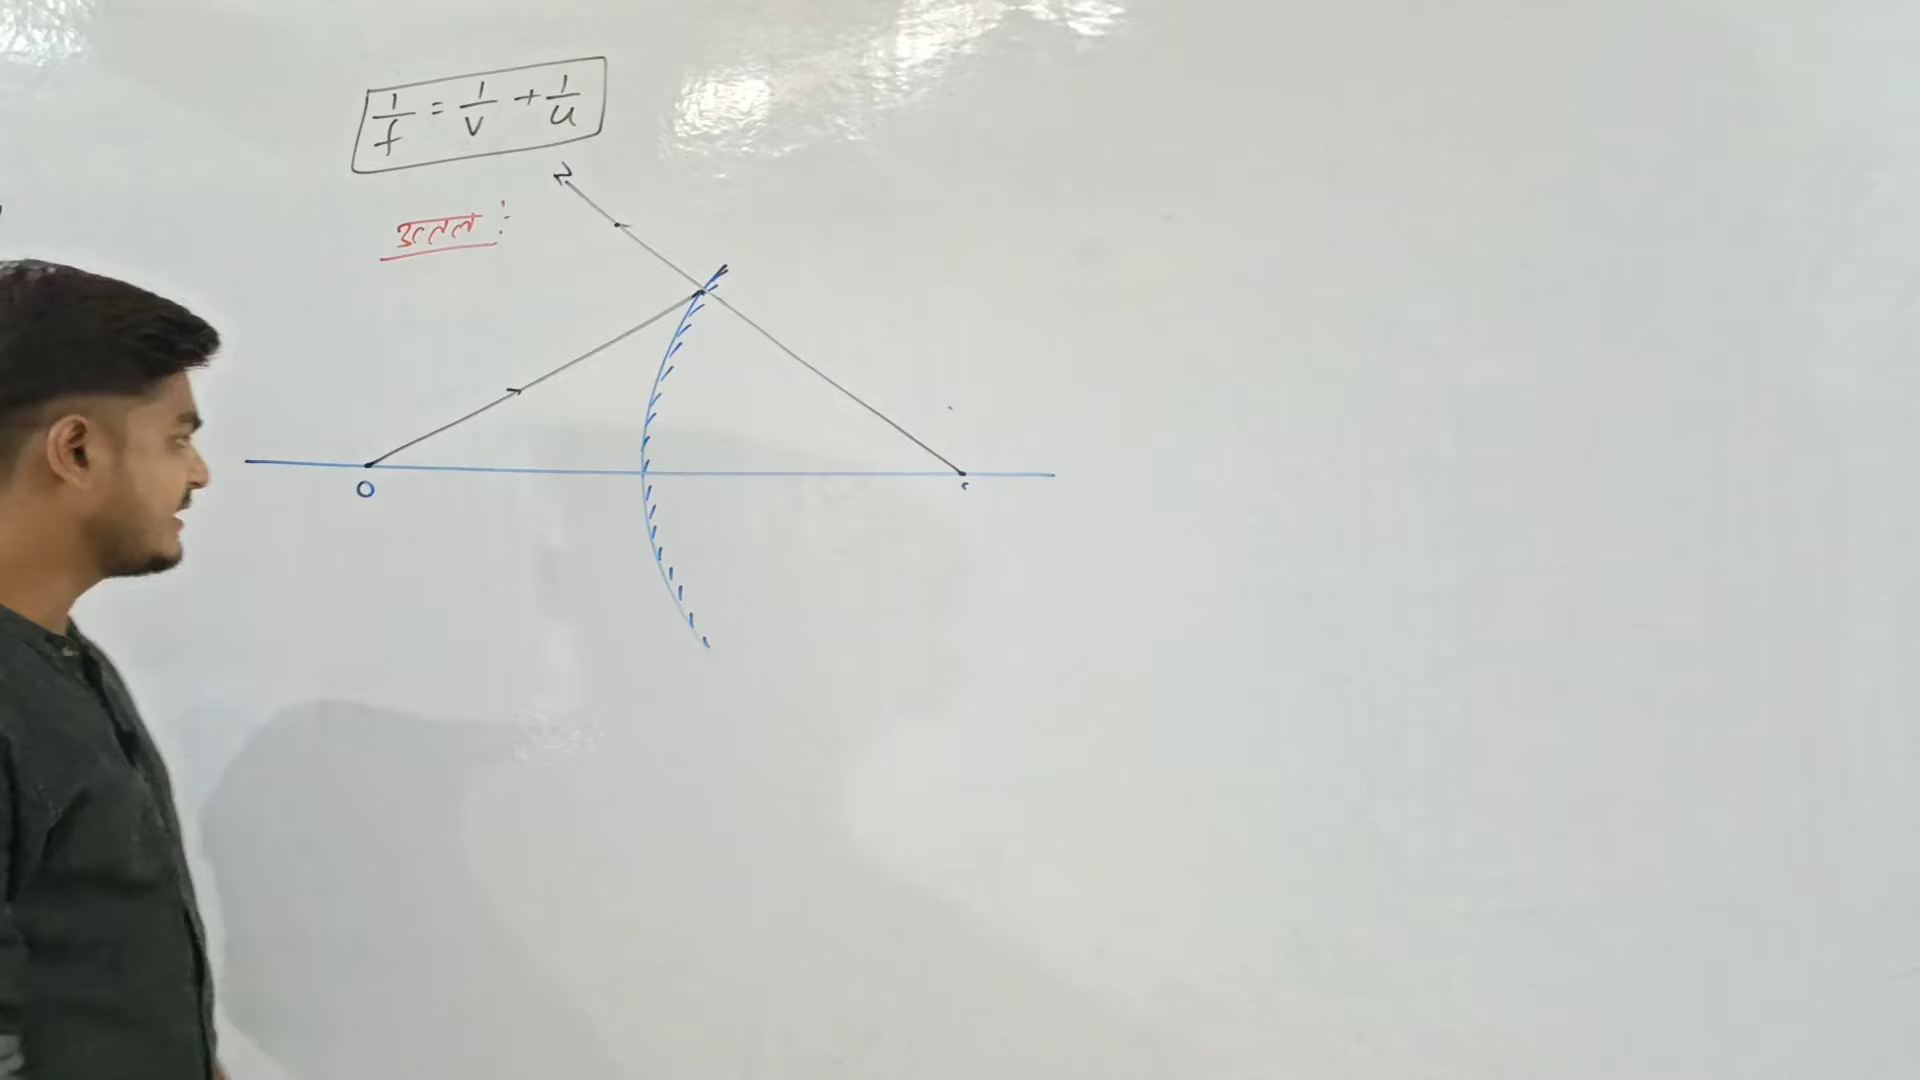 1/f = 1/v + 1/u
उत्तल :
N
O
c